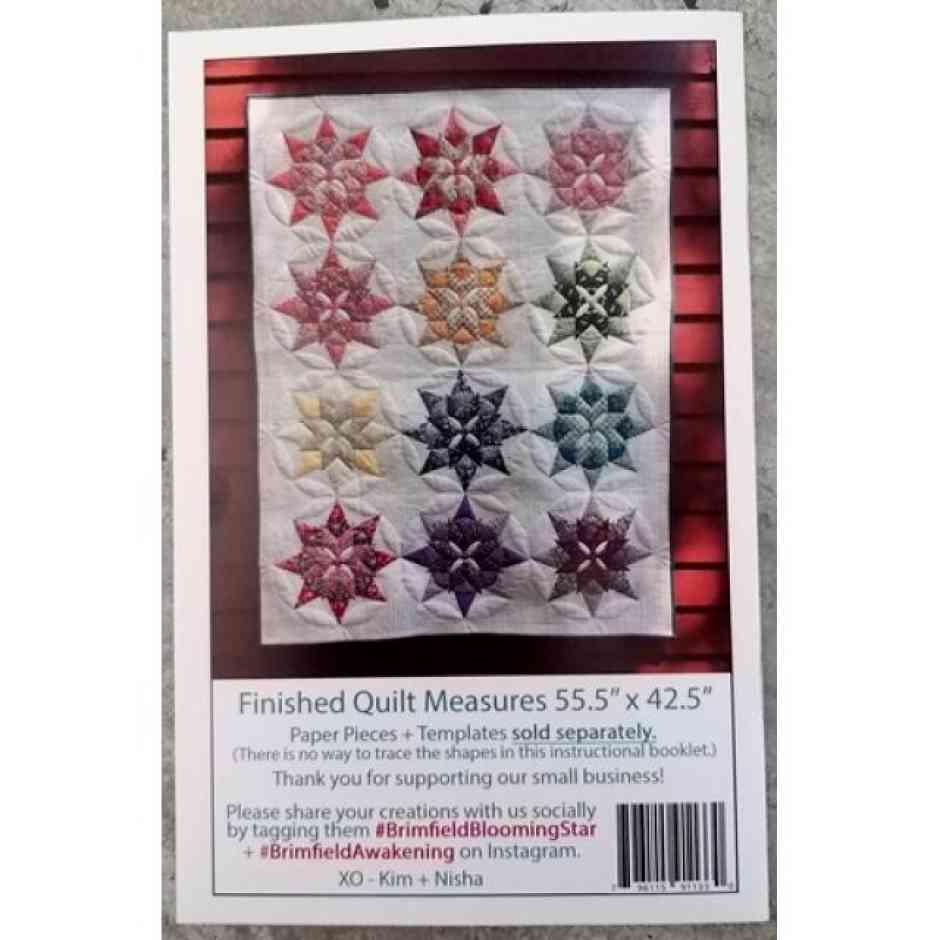 Finished Quilt Measures 55.5” x 42.5”
Paper Pieces + Templates sold separately.
(There is no way to trace the shapes in this instructional booklet.)
Thank you for supporting our small business!
Please share your creations with us socially
by tagging them #BrimfieldBloomingStar
+ #BrimfieldAwakening on Instagram.
XO - Kim + Nisha